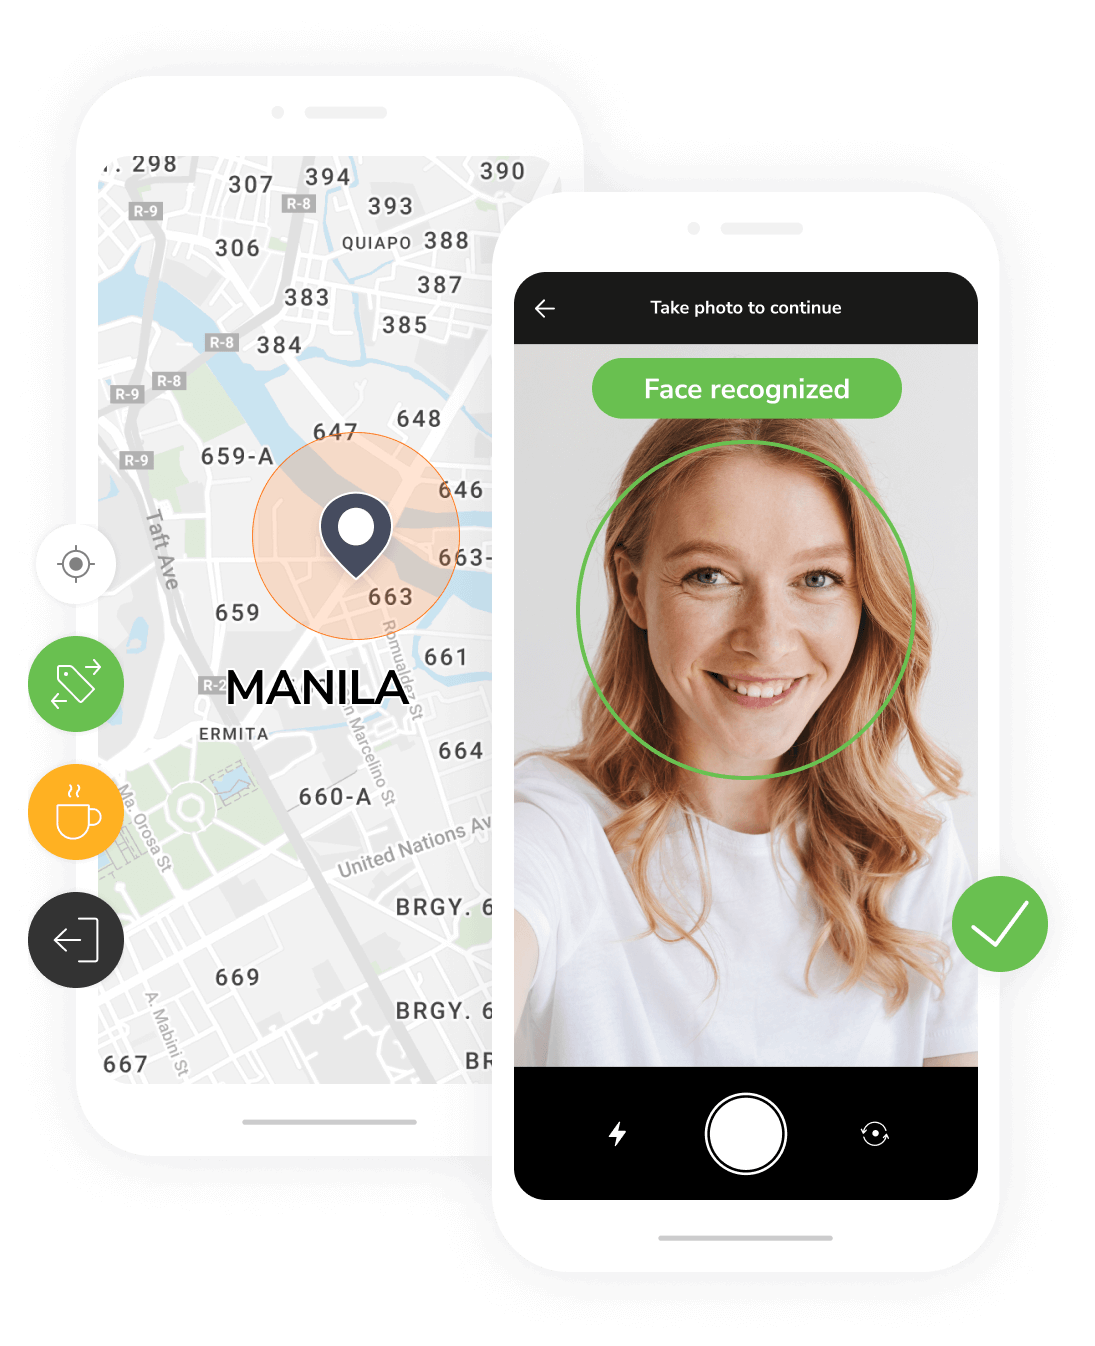 298
307
394
390
R-9
R-8
393
306
QUIAPO
388
387
383
385
R-8
384
R-8
R-9
648
647
659-A
R-9
646
Taft Ave
663-
663
659
Romualdez St
661
R-2
MANILA
San Marcelino St
ERMITA
664
660-A
Ma. Orosa St
United Nations Av
BRGY. 6
669
A. Mabini St
BRGY. 6
667
BR
Take photo to continue
Face recognized